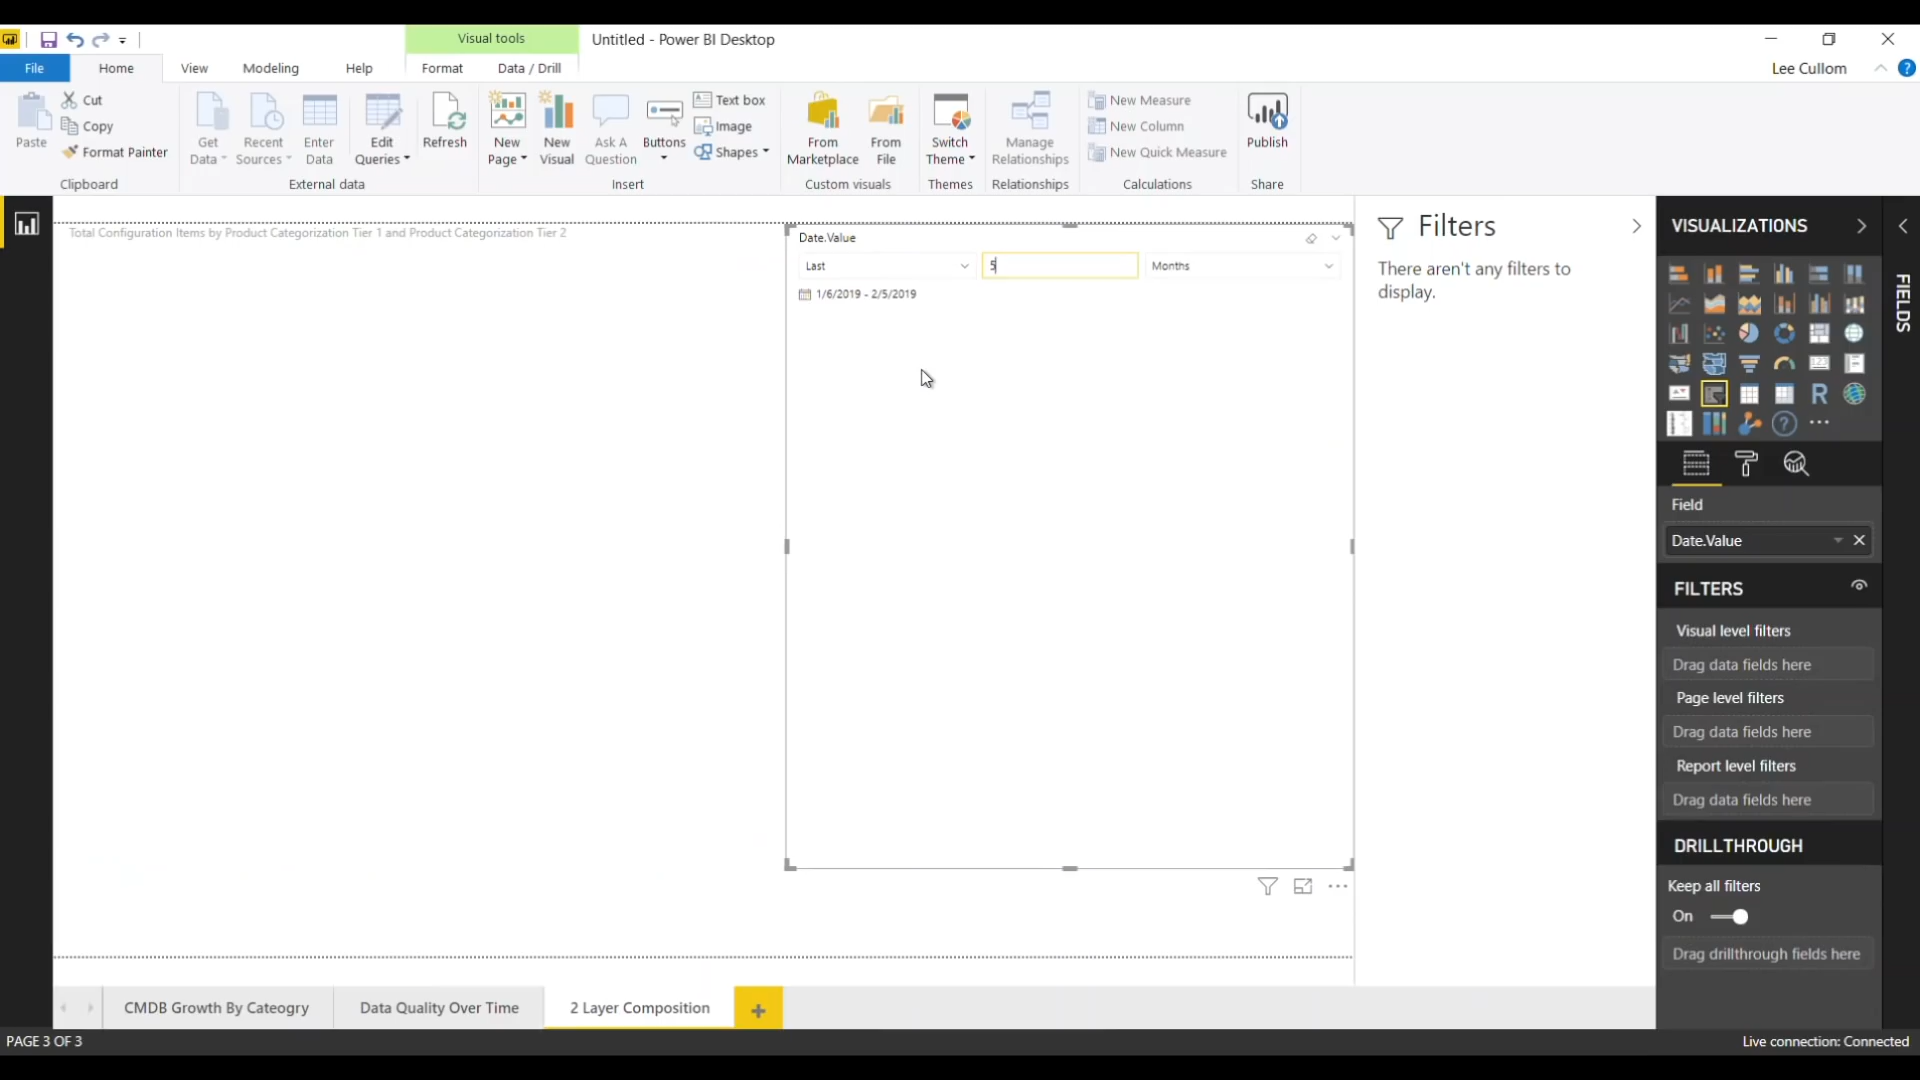 Visual tools
Untitled - Power BI Desktop
File
Home
View
Modeling
Help
Format
Data / Drill
Lee Cullom
?
Paste
Cut
Copy
Format Painter
Clipboard
Get
Data
Recent
Sources
Enter
Data
Edit
Queries
Refresh
External data
New
Page
New
Visual
Ask A
Question
Buttons
Text box
Image
Shapes
Insert
From
Marketplace
From
File
Custom visuals
Switch
Theme
Themes
Manage
Relationships
Relationships
New Measure
New Column
New Quick Measure
Calculations
Publish
Share
Total Configuration Items by Product Categorization Tier 1 and Product Categorization Tier 2
Date.Value
Last
5
Months
1/6/2019 - 2/5/2019
Filters
There aren't any filters to
display.
VISUALIZATIONS
R
?
Field
Date.Value
FILTERS
Visual level filters
Drag data fields here
Page level filters
Drag data fields here
Report level filters
Drag data fields here
DRILLTHROUGH
Keep all filters
On
Drag drillthrough fields here
FIELDS
CMDB Growth By Cateogry
Data Quality Over Time
2 Layer Composition
PAGE 3 OF 3
Live connection: Connected